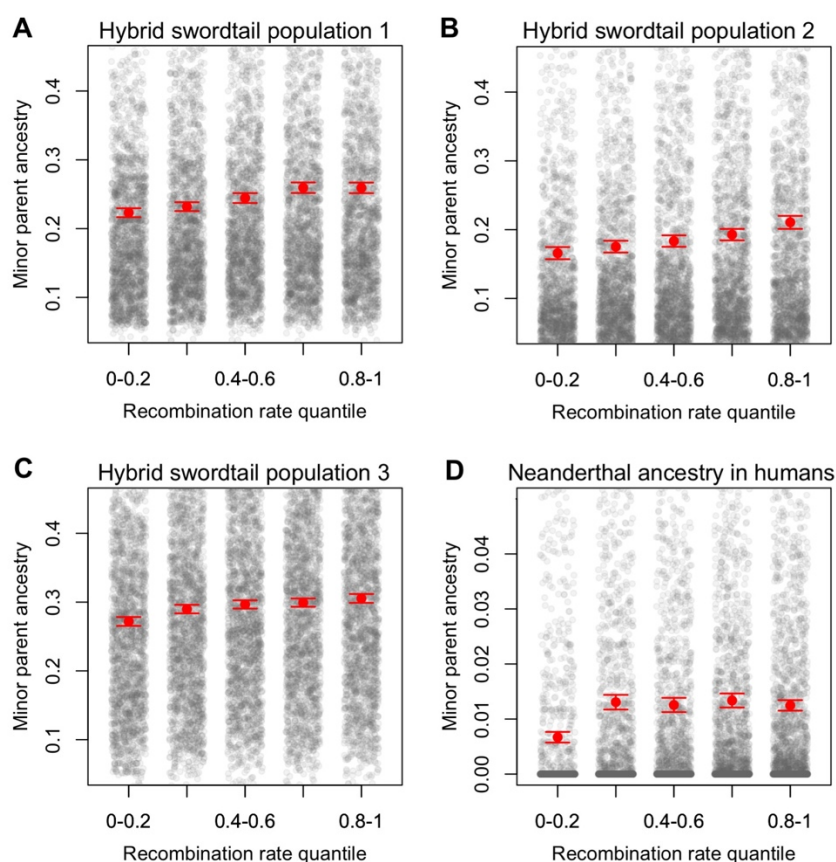 A Hybrid swordtail population 1
Minor parent ancestry
0.4
0.3
0.2
0.1
0-0.2 0.4-0.6 0.8-1
Recombination rate quantile
B Hybrid swordtail population 2
Minor parent ancestry
0.4
0.3
0.2
0.1
0-0.2 0.4-0.6 0.8-1
Recombination rate quantile
C Hybrid swordtail population 3
Minor parent ancestry
0.4
0.3
0.2
0.1
0-0.2 0.4-0.6 0.8-1
Recombination rate quantile
D Neanderthal ancestry in humans
Minor parent ancestry
0.04
0.03
0.02
0.01
0.00
0-0.2 0.4-0.6 0.8-1
Recombination rate quantile